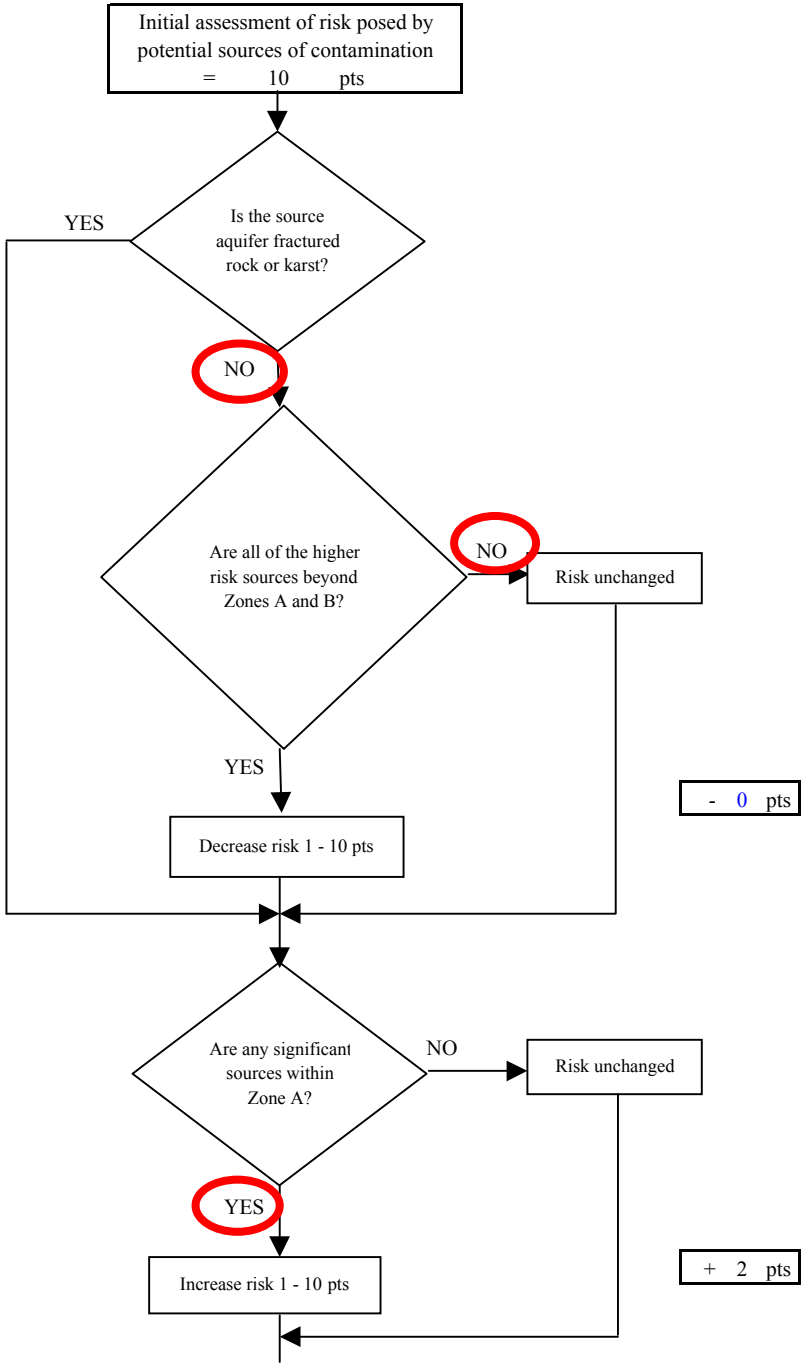 Initial assessment of risk posed by
potential sources of contamination
= 10 pts
YES
Is the source
aquifer fractured
rock or karst?
NO
Are all of the higher
risk sources beyond
Zones A and B?
NO
Risk unchanged
YES
- 0 pts
Decrease risk 1 - 10 pts
Are any significant
sources within
Zone A?
NO
Risk unchanged
YES
+ 2 pts
Increase risk 1 - 10 pts